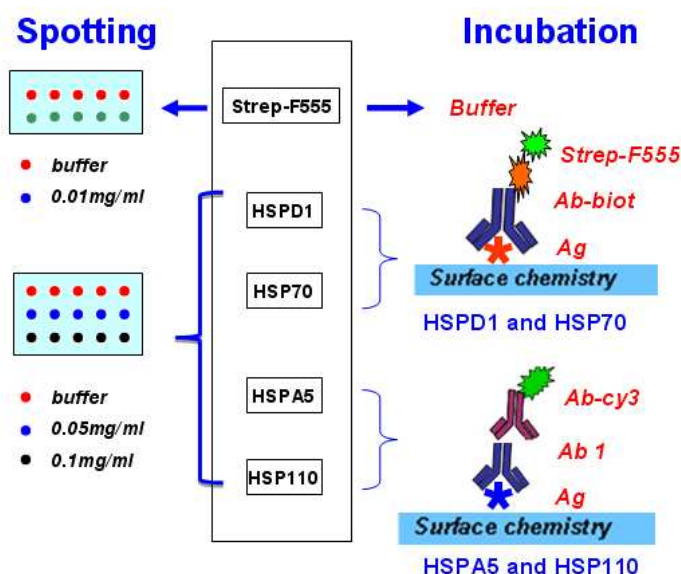 Spotting
Incubation
Strep-F555
Buffer
buffer
0.01mg/ml
Strep-F555
Ab-biot
Ag
Surface chemistry
HSPD1 and HSP70
HSPD1
HSP70
HSPA5
HSP110
buffer
0.05mg/ml
0.1mg/ml
Ab-cy3
Ab 1
Ag
Surface chemistry
HSPA5 and HSP110